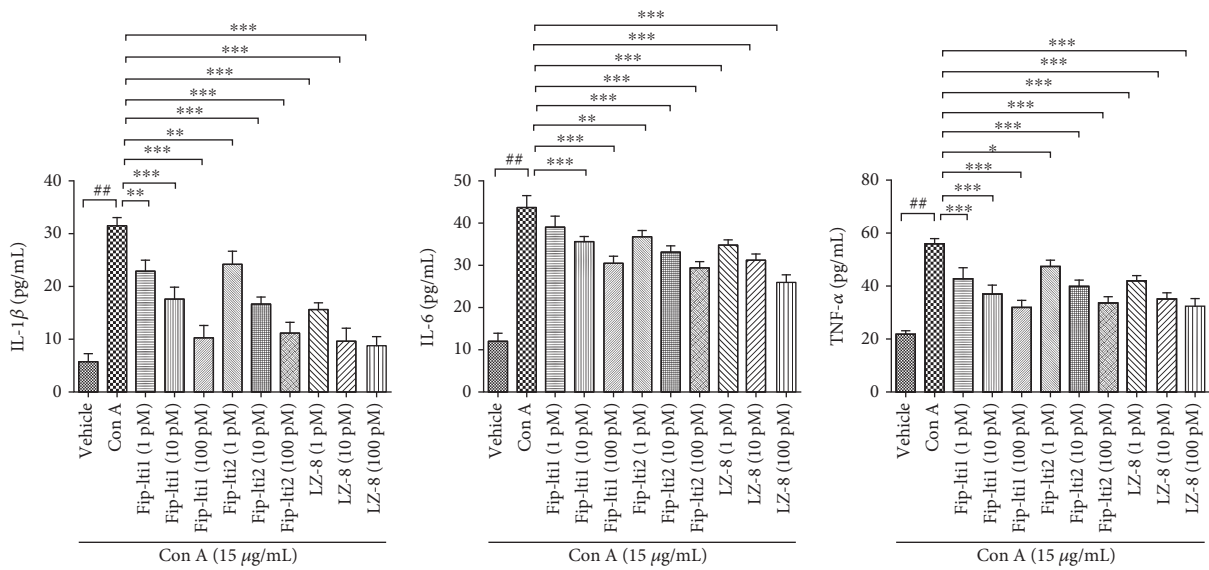 ***
***
***
***
***
**
***
***
**
##
40
30
20
10
0
IL-1β (pg/mL)
Vehicle
Con A
Fip-lti1 (1 pM)
Fip-lti1 (10 pM)
Fip-lti1 (100 pM)
Fip-lti2 (1 pM)
Fip-lti2 (10 pM)
Fip-lti2 (100 pM)
LZ-8 (1 pM)
LZ-8 (10 pM)
LZ-8 (100 pM)
Con A (15 μg/mL)
***
***
***
**
***
**
***
***
##
50
40
30
20
10
0
IL-6 (pg/mL)
Vehicle
Con A
Fip-lti1 (1 pM)
Fip-lti1 (10 pM)
Fip-lti1 (100 pM)
Fip-lti2 (1 pM)
Fip-lti2 (10 pM)
Fip-lti2 (100 pM)
LZ-8 (1 pM)
LZ-8 (10 pM)
LZ-8 (100 pM)
Con A (15 μg/mL)
***
***
***
***
***
*
***
***
***
##
80
60
40
20
0
TNF-α (pg/mL)
Vehicle
Con A
Fip-lti1 (1 pM)
Fip-lti1 (10 pM)
Fip-lti1 (100 pM)
Fip-lti2 (1 pM)
Fip-lti2 (10 pM)
Fip-lti2 (100 pM)
LZ-8 (1 pM)
LZ-8 (10 pM)
LZ-8 (100 pM)
Con A (15 μg/mL)